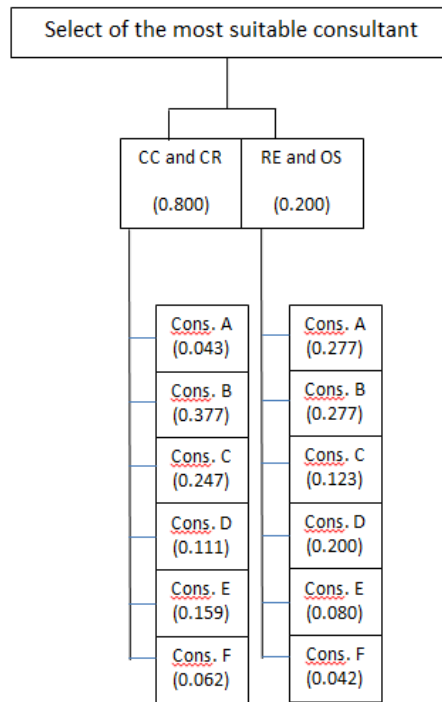 Select of the most suitable consultant
CC and CR
(0.800)
RE and OS
(0.200)
Cons. A
(0.043)
Cons. B
(0.377)
Cons. C
(0.247)
Cons. D
(0.111)
Cons. E
(0.159)
Cons. F
(0.062)
Cons. A
(0.277)
Cons. B
(0.277)
Cons. C
(0.123)
Cons. D
(0.200)
Cons. E
(0.080)
Cons. F
(0.042)